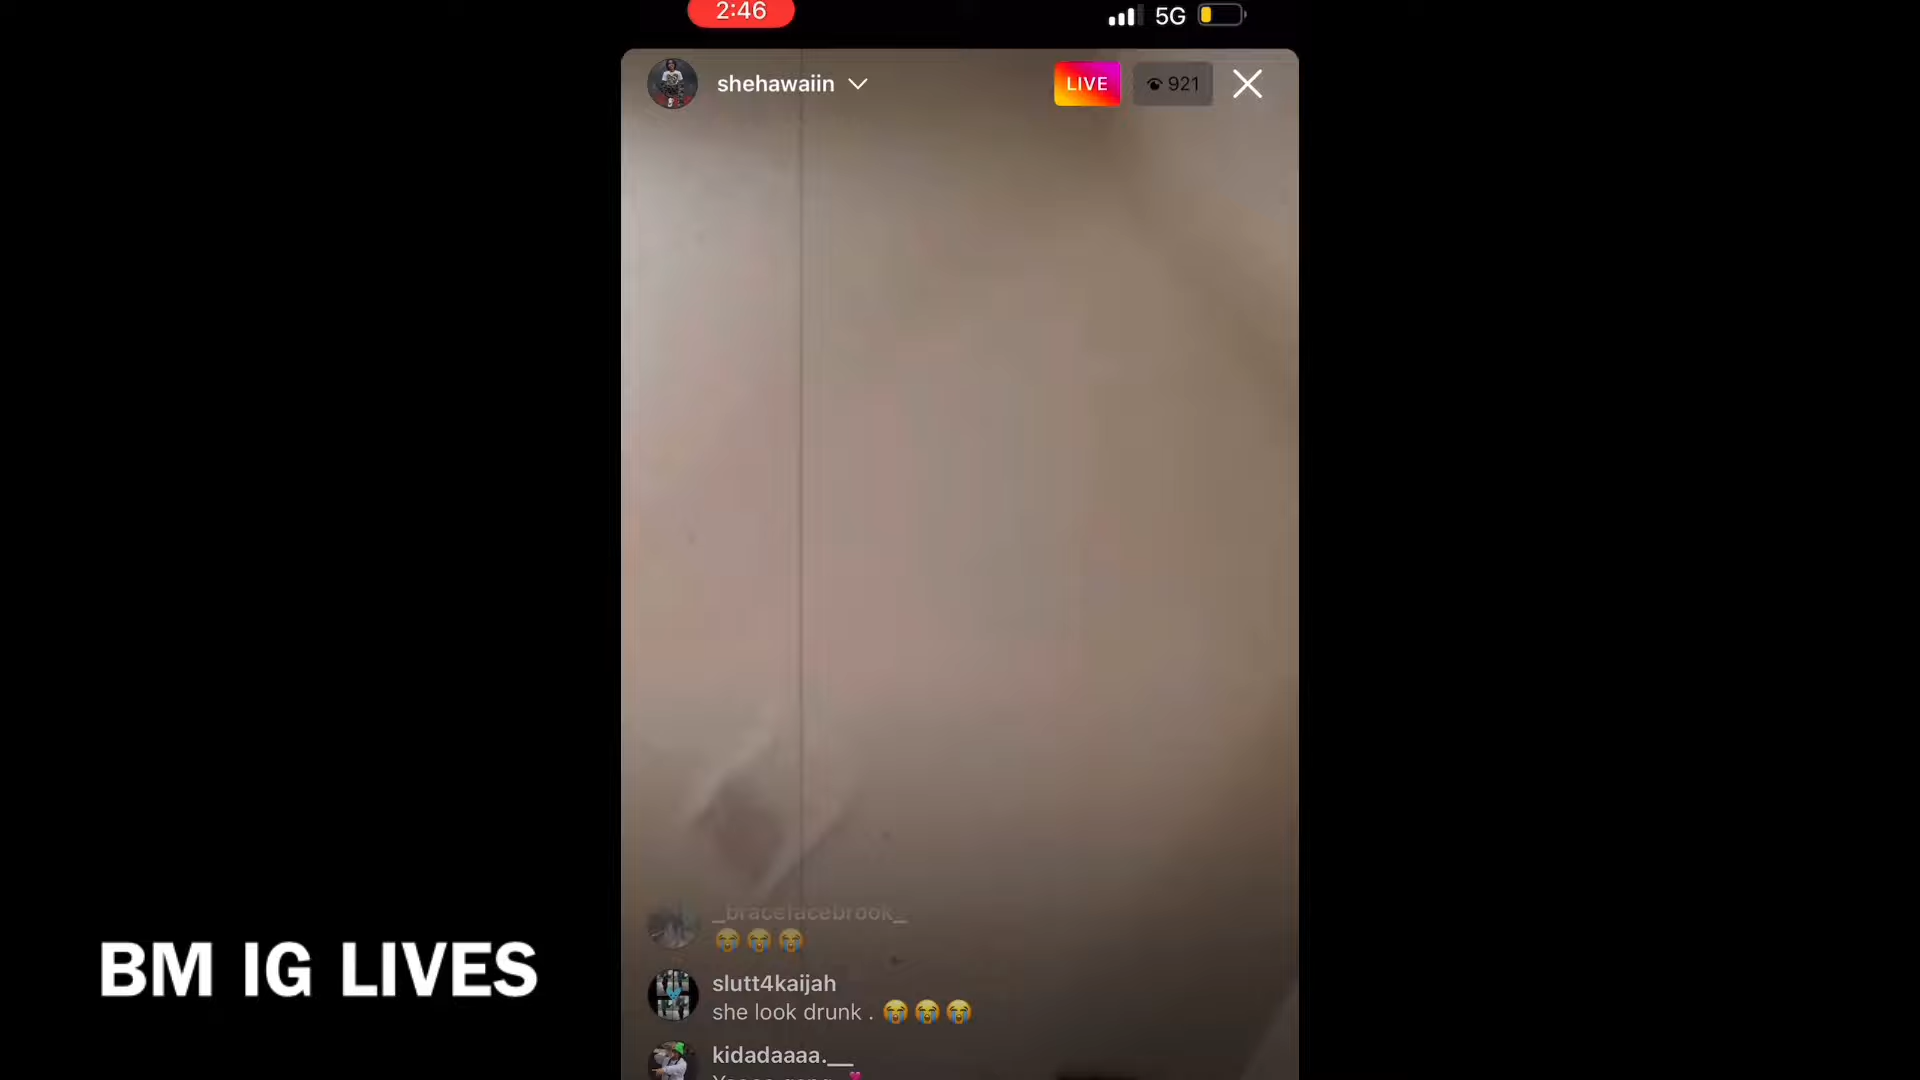 2:46
5G
shehawaiin
LIVE
921
_bracefacebrook_
😭😭😭
slutt4kaijah
she look drunk . 😭😭😭
kidadaaaa.__
BM IG LIVES